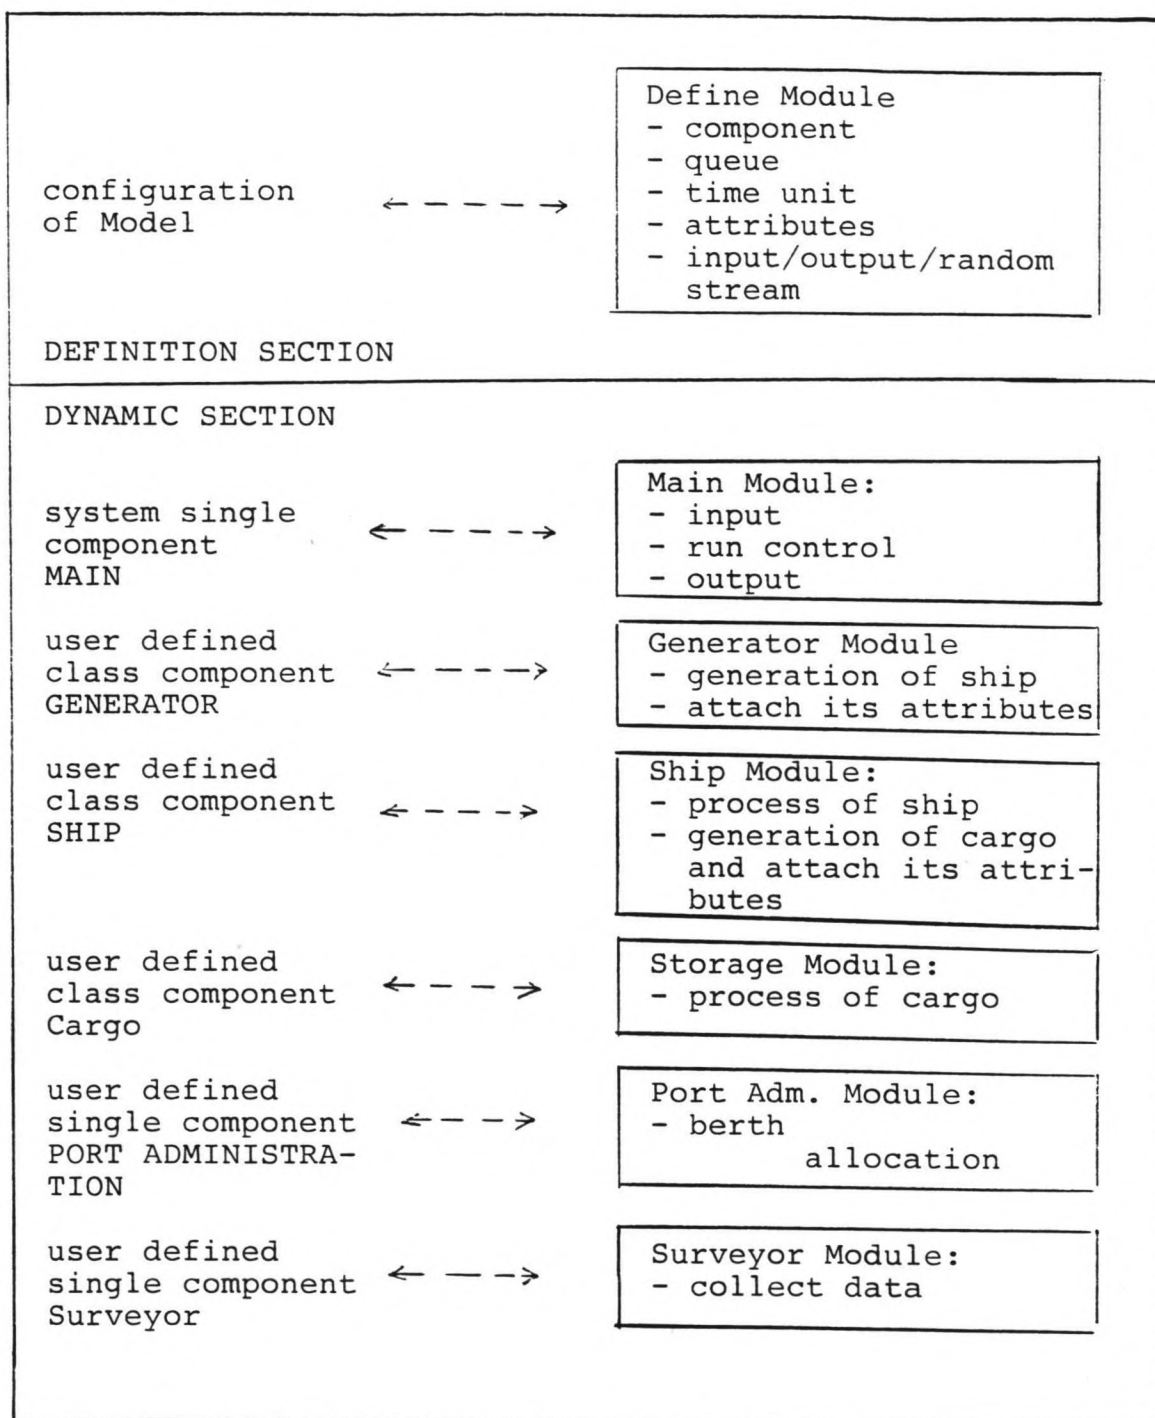 configuration
of Model
Define Module
- component
- queue
- time unit
- attributes
- input/output/random
stream
DEFINITION SECTION
DYNAMIC SECTION
system single
component
MAIN
Main Module:
- input
- run control
- output
user defined
class component
GENERATOR
Generator Module
- generation of ship
- attach its attributes
user defined
class component
SHIP
Ship Module:
- process of ship
- generation of cargo
and attach its attri-
butes
user defined
class component
Cargo
Storage Module:
- process of cargo
user defined
single component
PORT ADMINISTRA-
TION
Port Adm. Module:
- berth
allocation
user defined
single component
Surveyor
Surveyor Module:
- collect data